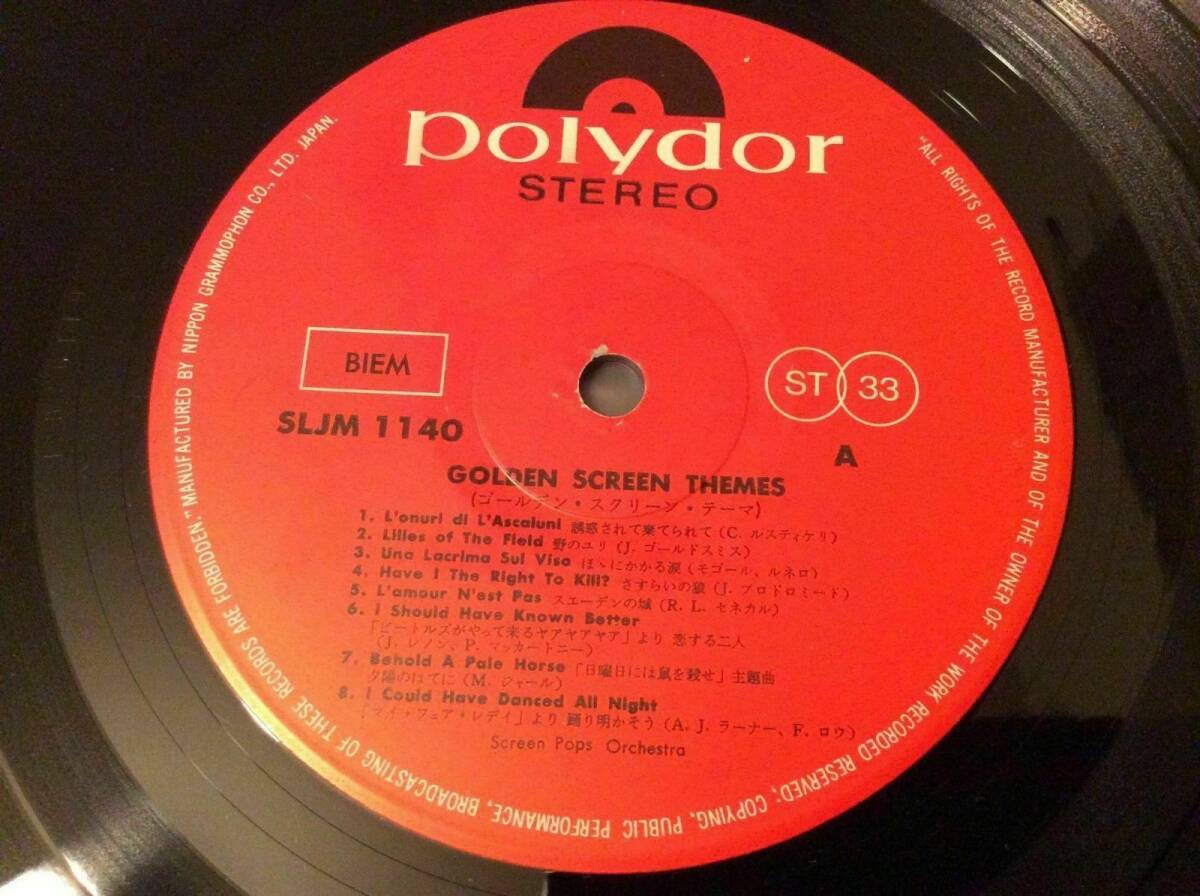 polydor
STEREO
BIEM
ST 33
SLJM 1140
A
GOLDEN SCREEN THEMES
(ゴールデン・スクリーン・テーマ)
1. L'onuri di L'Ascaluni 誘惑されて棄てられて (C. ルスティケリ)
2. Lilies of The Field 野のユリ (J. ゴールドスミス)
3. Una Lacrima Sul Viso ほゝにかかる涙 (モゴール、ルネロ)
4. Have I The Right To Kill? さすらいの狼 (J. プロドロミード)
5. L'amour N'est Pas スエーデンの城 (R. L. セネカル)
6. I Should Have Known Better
「ビートルズがやって来るヤアヤアヤア」より 恋する二人
(J. レノン、P. マッカートニー)
7. Behold A Pale Horse 「日曜日には鼠を殺せ」主題曲
夕陽のはてに (M. ジャール)
8. I Could Have Danced All Night
「マイ・フェア・レディ」より 踊り明かそう (A. J. ラーナー、F. ロウ)
Screen Pops Orchestra
"ALL RIGHTS OF THE RECORD MANUFACTURER AND OF THE OWNER OF THE WORK RECORDED RESERVED; COPYING, PUBLIC PERFORMANCE, BROADCASTING OF THESE RECORDS ARE FORBIDDEN." MANUFACTURED BY NIPPON GRAMMOPHON CO., LTD. JAPAN.